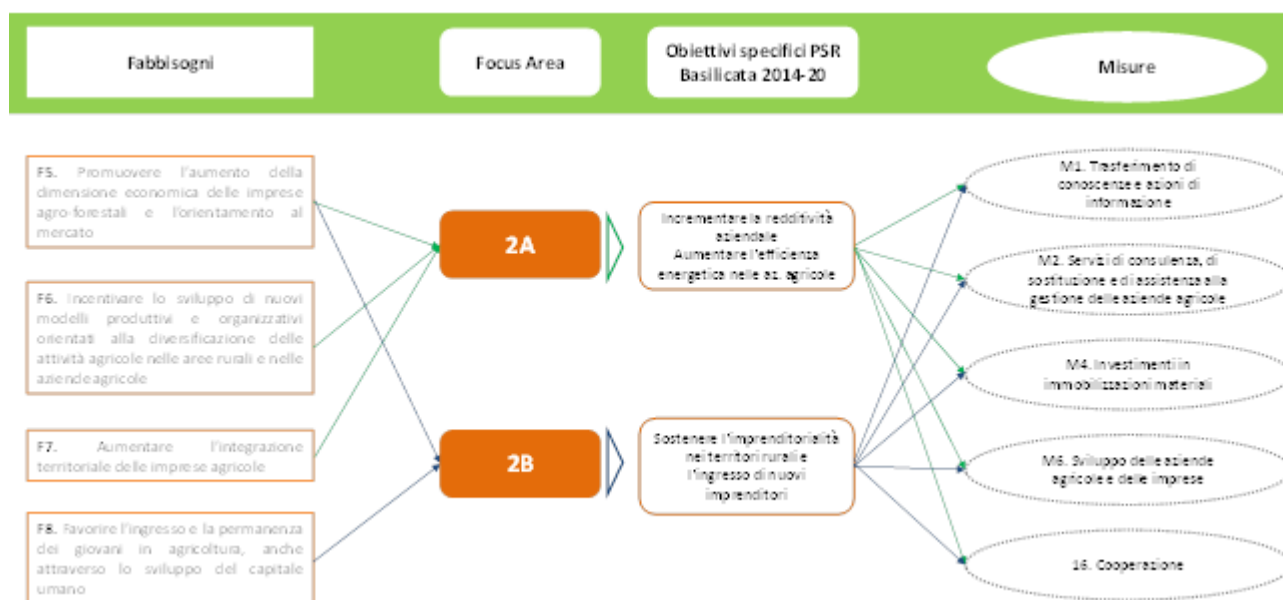 Fabbisogni
Focus Area
Obiettivi specifici PSR
Basilicata 2014-20
Misure
F5. Promuovere l'aumento della
dimensione economica delle imprese
agro-forestali e l'orientamento al
mercato
F6. Incentivare lo sviluppo di nuovi
modelli produttivi e organizzativi
orientati alla diversificazione delle
attività agricole nelle aree rurali e nelle
aziende agricole
F7. Aumentare l'integrazione
territoriale delle imprese agricole
F8. Favorire l'ingresso e la permanenza
dei giovani in agricoltura, anche
attraverso lo sviluppo del capitale
umano
2A
2B
Incrementare la redditività
aziendale
Aumentare l'efficienza
energetica nelle az. agricole
Sostenere l'imprenditorialità
nei territori rurali e
l'ingresso di nuovi
imprenditori
M1. Trasferimento di
conoscenze e azioni di
informazione
M2. Servizi di consulenza, di
sostituzione e di assistenza alla
gestione delle aziende agricole
M4. Investimenti in
immobilizzazioni materiali
M6. Sviluppo delle aziende
agricole e delle imprese
16. Cooperazione